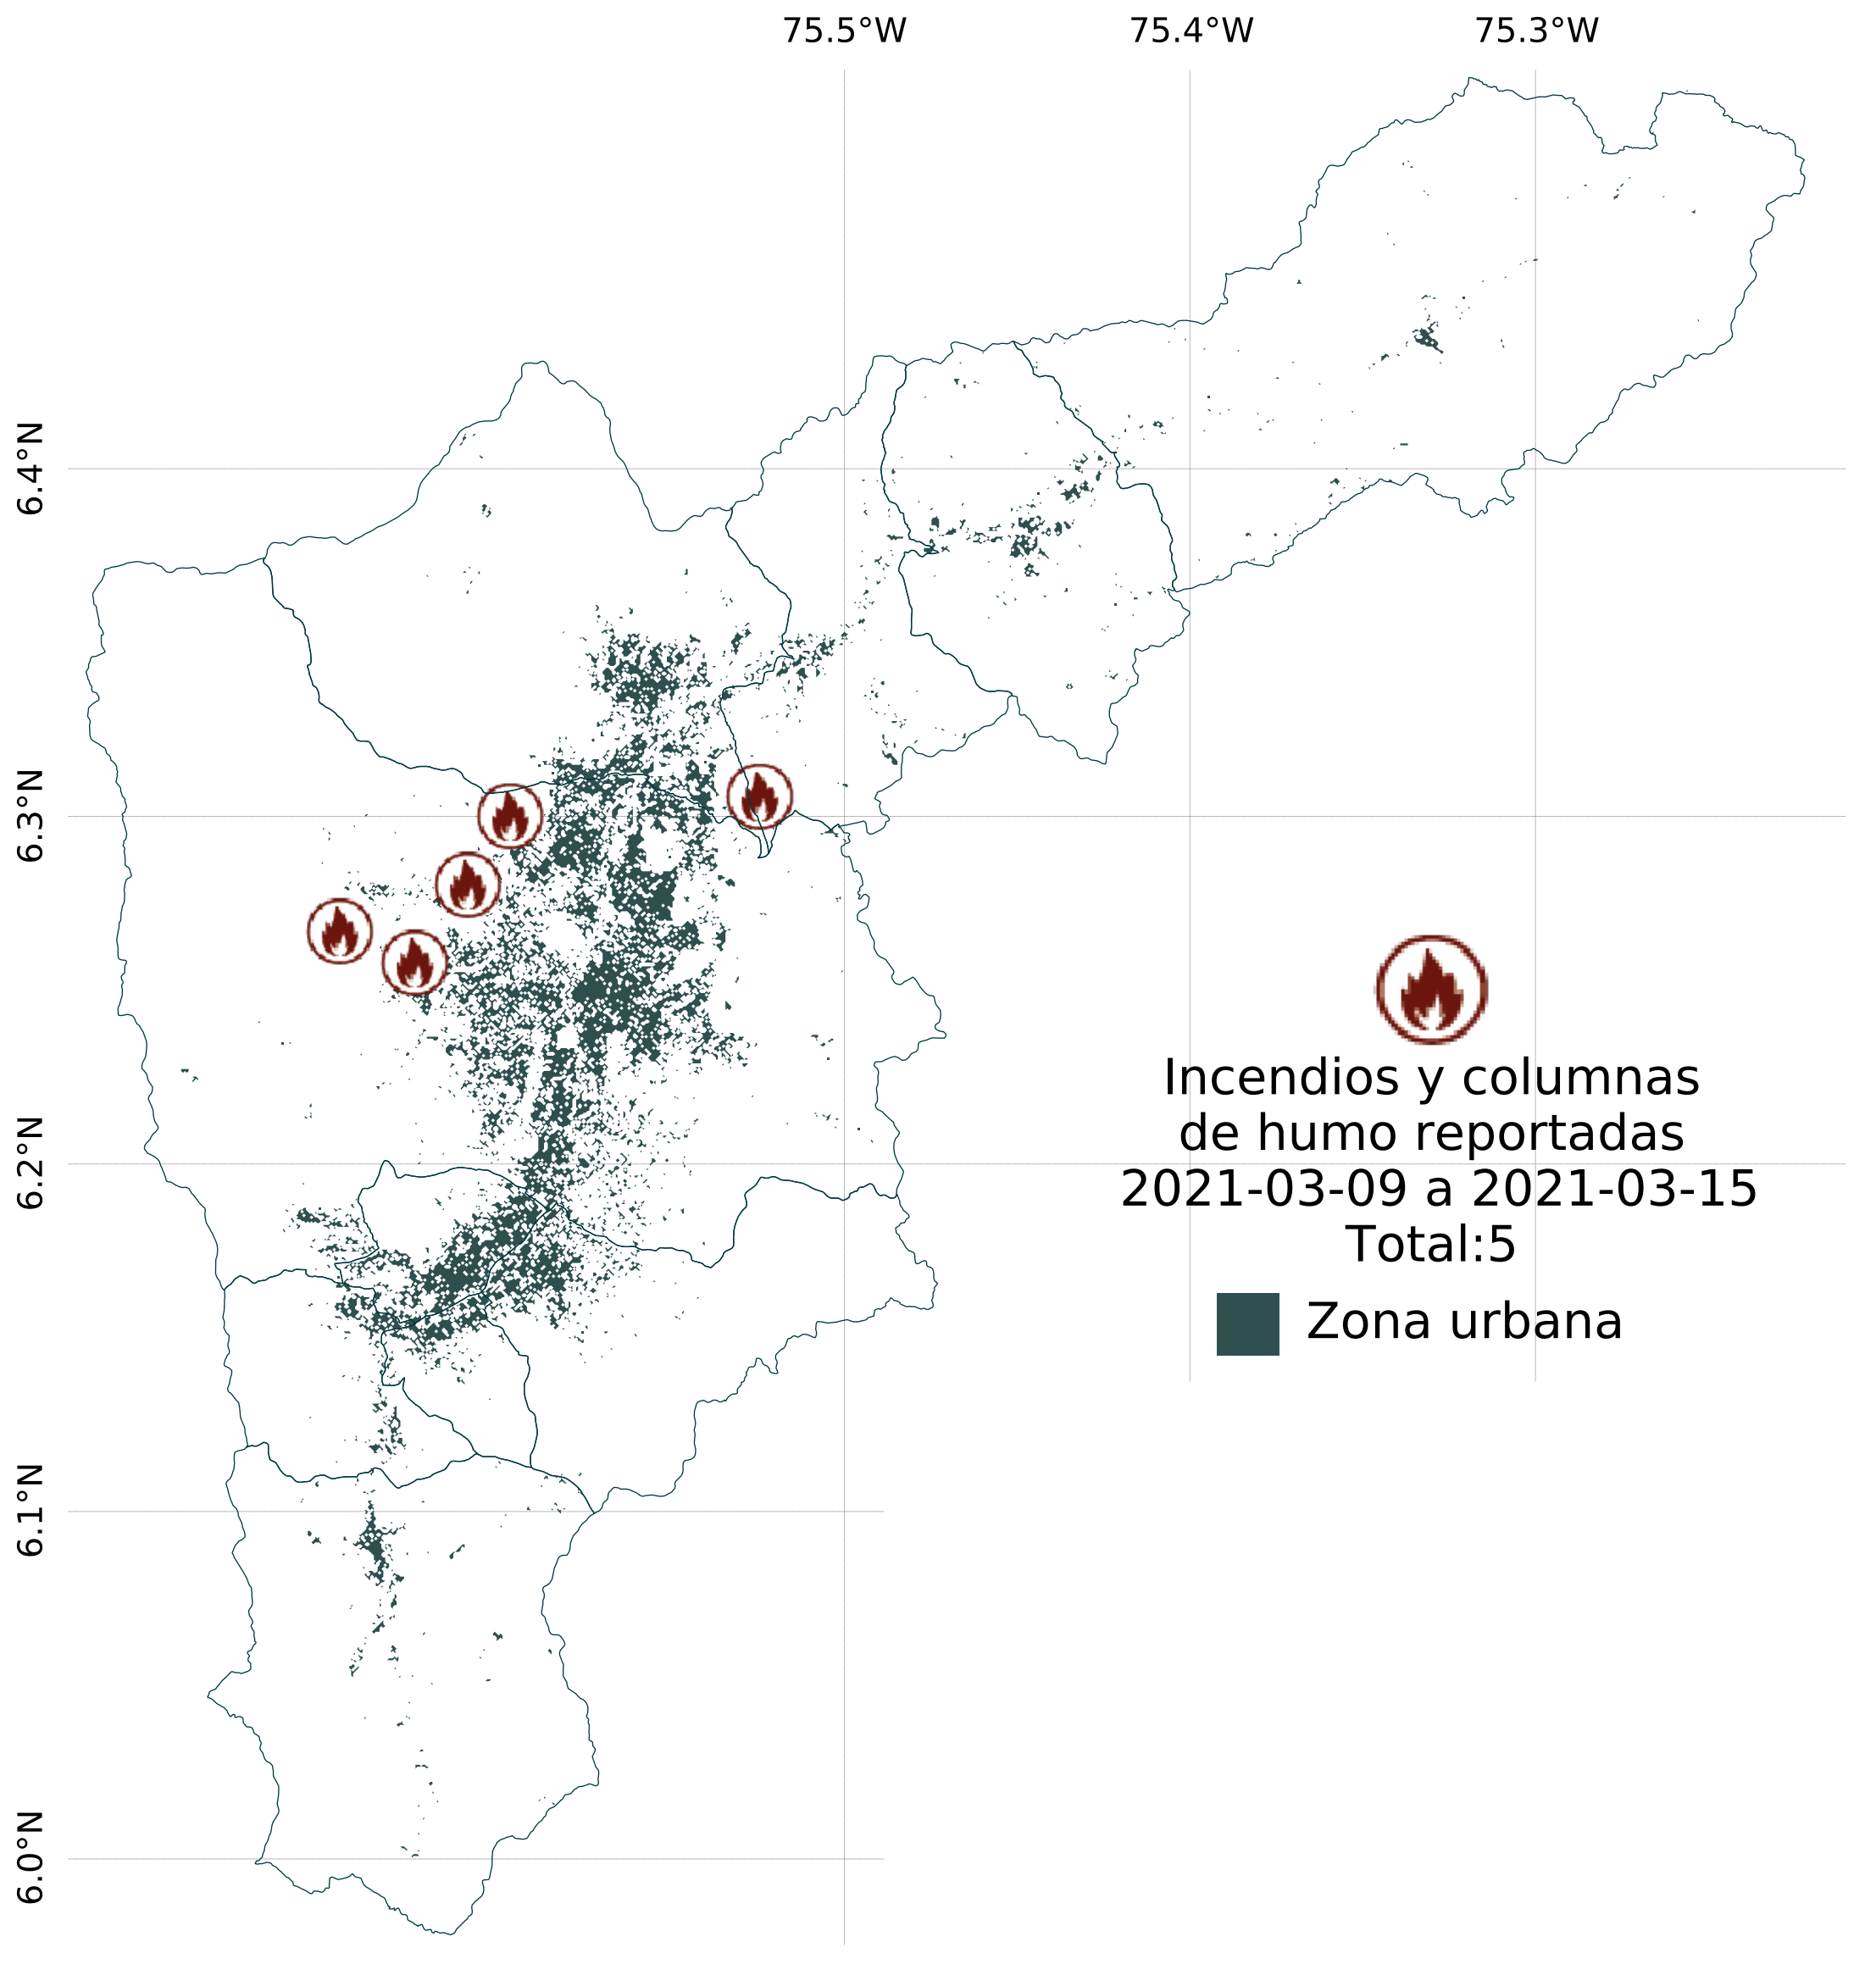 75.5°W 75.4°W 75.3°W
6.4°N
6.3°N
6.2°N
6.1°N
6.0°N
Incendios y columnas
de humo reportadas
2021-03-09 a 2021-03-15
Total:5
Zona urbana